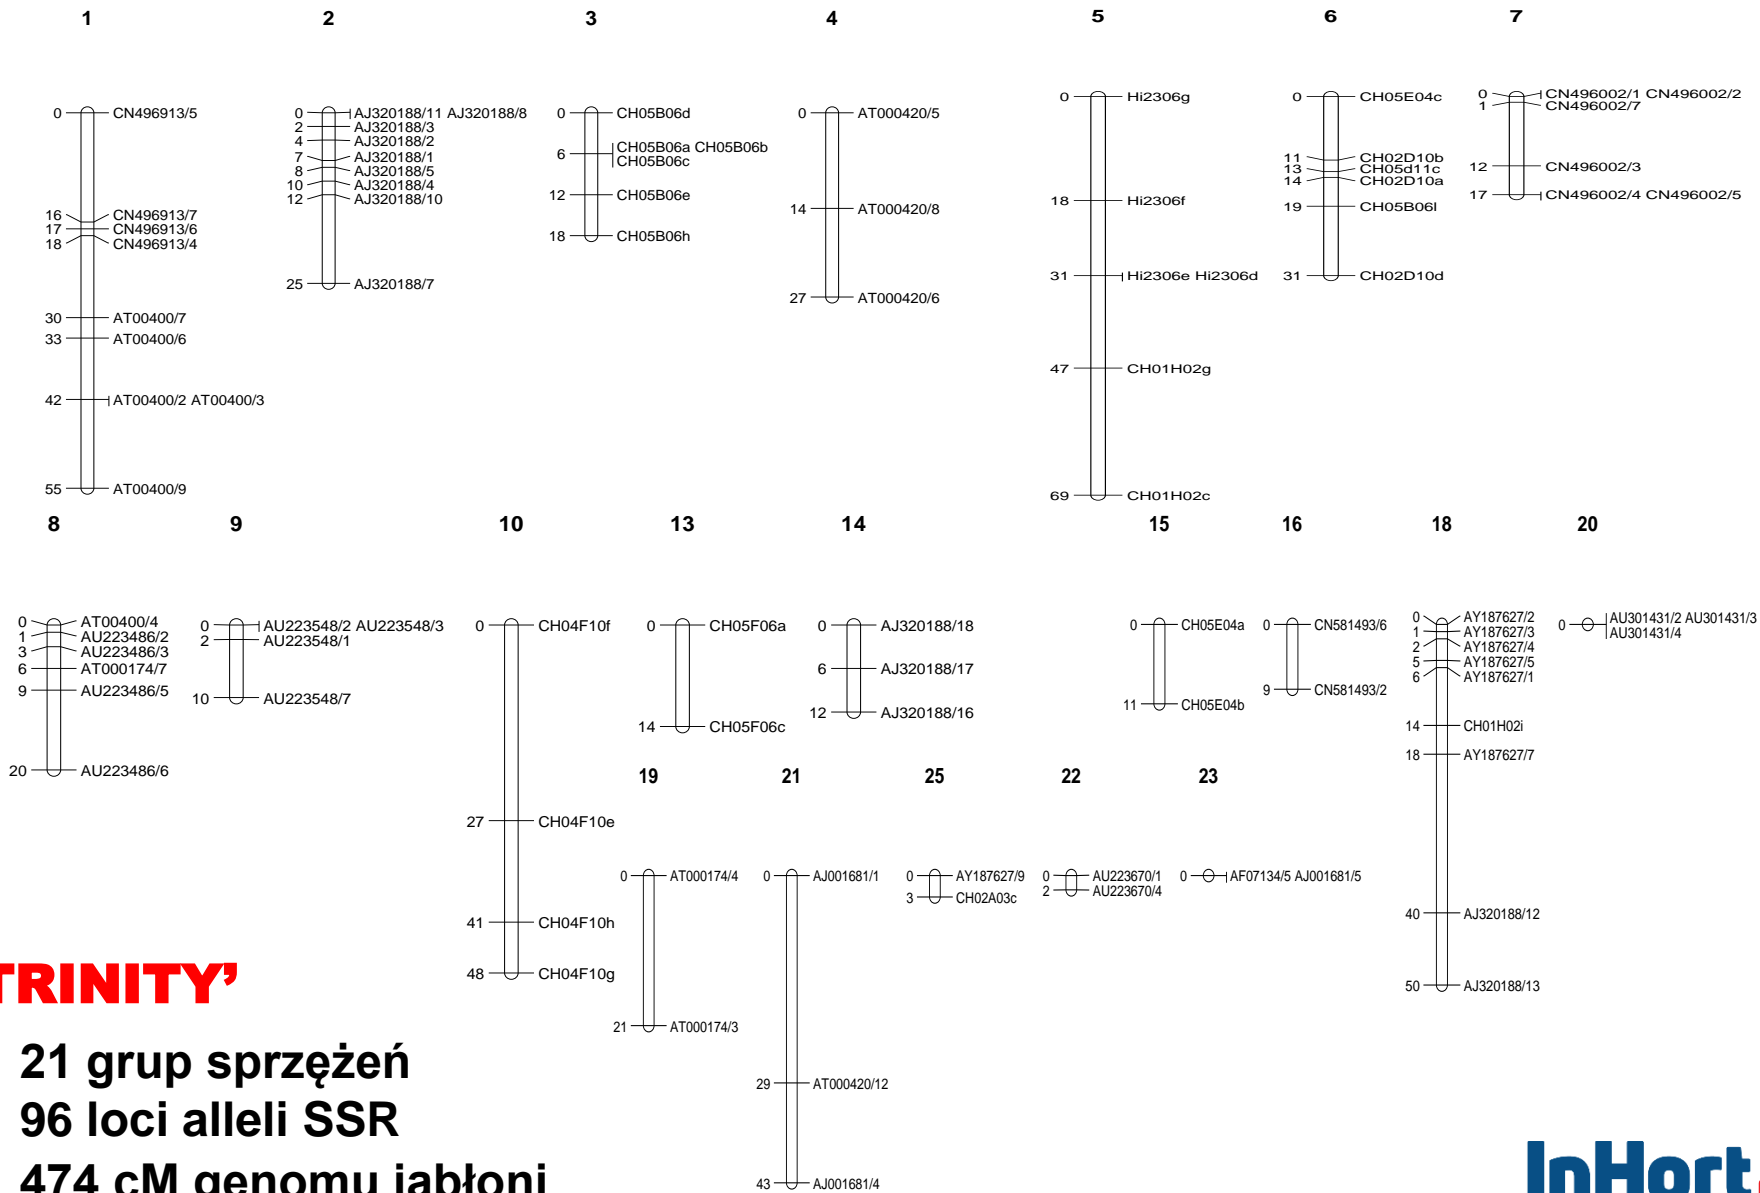 1 2 3 4 5 6 7
0 CN496913/5
16 CN496913/7
17 CN496913/6
18 CN496913/4
30 AT00400/7
33 AT00400/6
42 AT00400/2 AT00400/3
55 AT00400/9
0 AJ320188/11 AJ320188/8
2 AJ320188/3
4 AJ320188/2
7 AJ320188/1
8 AJ320188/5
10 AJ320188/4
12 AJ320188/10
25 AJ320188/7
0 CH05B06d
6 CH05B06a CH05B06b
CH05B06c
12 CH05B06e
18 CH05B06h
0 AT000420/5
14 AT000420/8
27 AT000420/6
0 Hi2306g
18 Hi2306f
31 Hi2306e Hi2306d
47 CH01H02g
69 CH01H02c
0 CH05E04c
11 CH02D10b
13 CH05d11c
14 CH02D10a
19 CH05B06l
31 CH02D10d
0 CN496002/1 CN496002/2
1 CN496002/7
12 CN496002/3
17 CN496002/4 CN496002/5
8 9 10 13 14 15 16 18 20
0 AT00400/4
1 AU223486/2
3 AU223486/3
6 AT000174/7
9 AU223486/5
20 AU223486/6
0 AU223548/2 AU223548/3
2 AU223548/1
10 AU223548/7
0 CH04F10f
27 CH04F10e
41 CH04F10h
48 CH04F10g
0 CH05F06a
14 CH05F06c
0 AJ320188/18
6 AJ320188/17
12 AJ320188/16
0 CH05E04a
11 CH05E04b
0 CN581493/6
9 CN581493/2
0 AY187627/2
1 AY187627/3
2 AY187627/4
5 AY187627/5
6 AY187627/1
14 CH01H02i
18 AY187627/7
40 AJ320188/12
50 AJ320188/13
0 AU301431/2 AU301431/3
AU301431/4
19 21 25 22 23
0 AT000174/4
21 AT000174/3
0 AJ001681/1
29 AT000420/12
43 AJ001681/4
0 AY187627/9
3 CH02A03c
0 AU223670/1
2 AU223670/4
0 AF07134/5 AJ001681/5
TRINITY’
21 grup sprzężeń
96 loci alleli SSR
474 cM genomu jabłoni
InHort